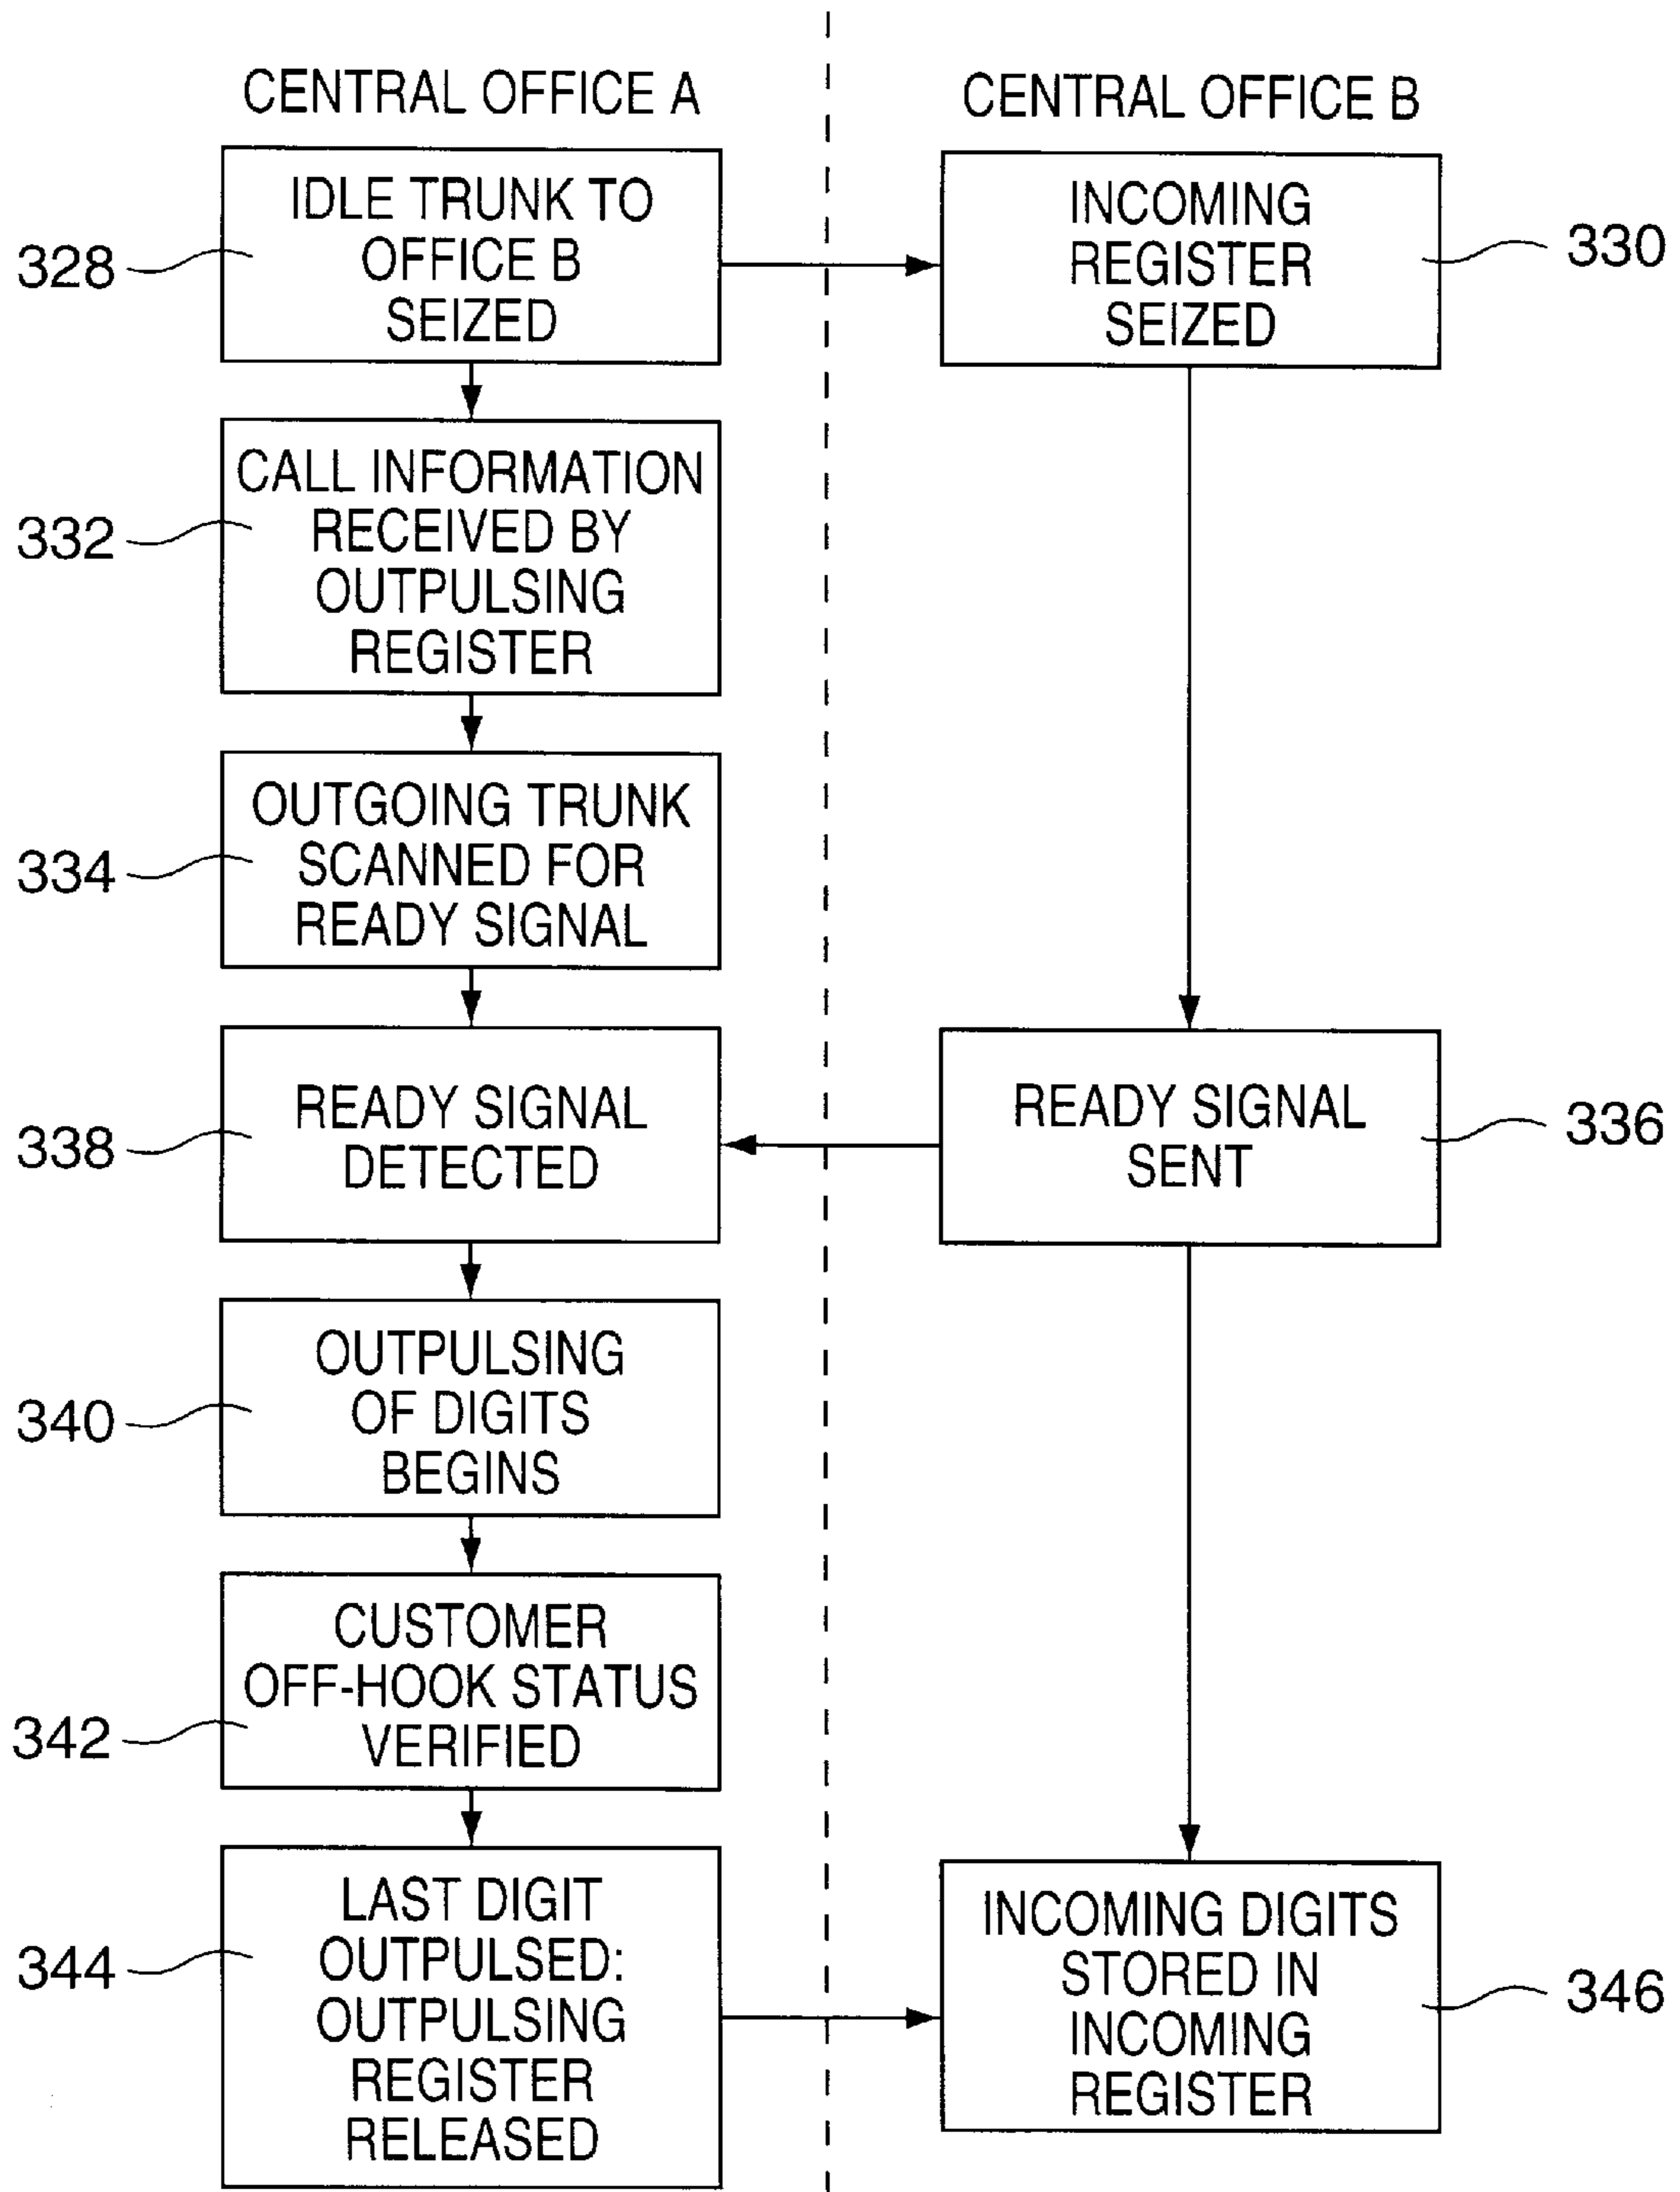 CENTRAL OFFICE A
CENTRAL OFFICE B
IDLE TRUNK TO
OFFICE B
SEIZED
328
INCOMING
REGISTER
SEIZED
330
CALL INFORMATION
RECEIVED BY
OUTPULSING
REGISTER
332
OUTGOING TRUNK
SCANNED FOR
READY SIGNAL
334
READY SIGNAL
DETECTED
338
READY SIGNAL
SENT
336
OUTPULSING
OF DIGITS
BEGINS
340
CUSTOMER
OFF-HOOK STATUS
VERIFIED
342
LAST DIGIT
OUTPULSED:
OUTPULSING
REGISTER
RELEASED
344
INCOMING DIGITS
STORED IN
INCOMING
REGISTER
346